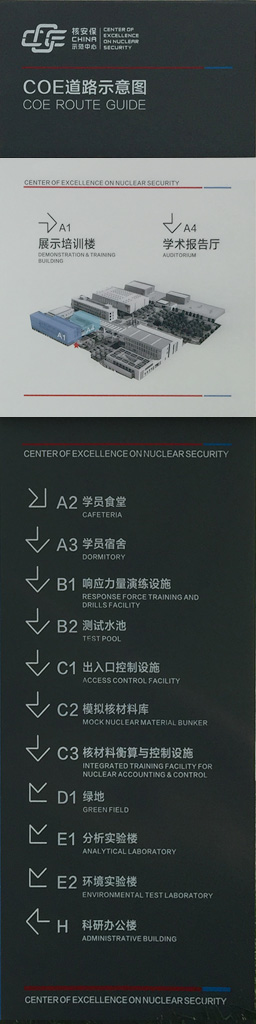 核安保
CHINA
示范中心
CENTER OF
EXCELLENCE
ON NUCLEAR
SECURITY
COE道路示意图
COE ROUTE GUIDE
CENTER OF EXCELLENCE ON NUCLEAR SECURITY
A1
展示培训楼
DEMONSTRATION & TRAINING
BUILDING
A4
学术报告厅
AUDITORIUM
A1
A4
CENTER OF EXCELLENCE ON NUCLEAR SECURITY
A2 学员食堂
CAFETERIA
A3 学员宿舍
DORMITORY
B1 响应力量演练设施
RESPONSE FORCE TRAINING AND
DRILLS FACILITY
B2 测试水池
TEST POOL
C1 出入口控制设施
ACCESS CONTROL FACILITY
C2 模拟核材料库
MOCK NUCLEAR MATERIAL BUNKER
C3 核材料衡算与控制设施
INTEGRATED TRAINING FACILITY FOR
NUCLEAR ACCOUNTING & CONTROL
D1 绿地
GREEN FIELD
E1 分析实验楼
ANALYTICAL LABORATORY
E2 环境实验楼
ENVIRONMENTAL TEST LABORATORY
H 科研办公楼
ADMINISTRATIVE BUILDING
CENTER OF EXCELLENCE ON NUCLEAR SECURITY